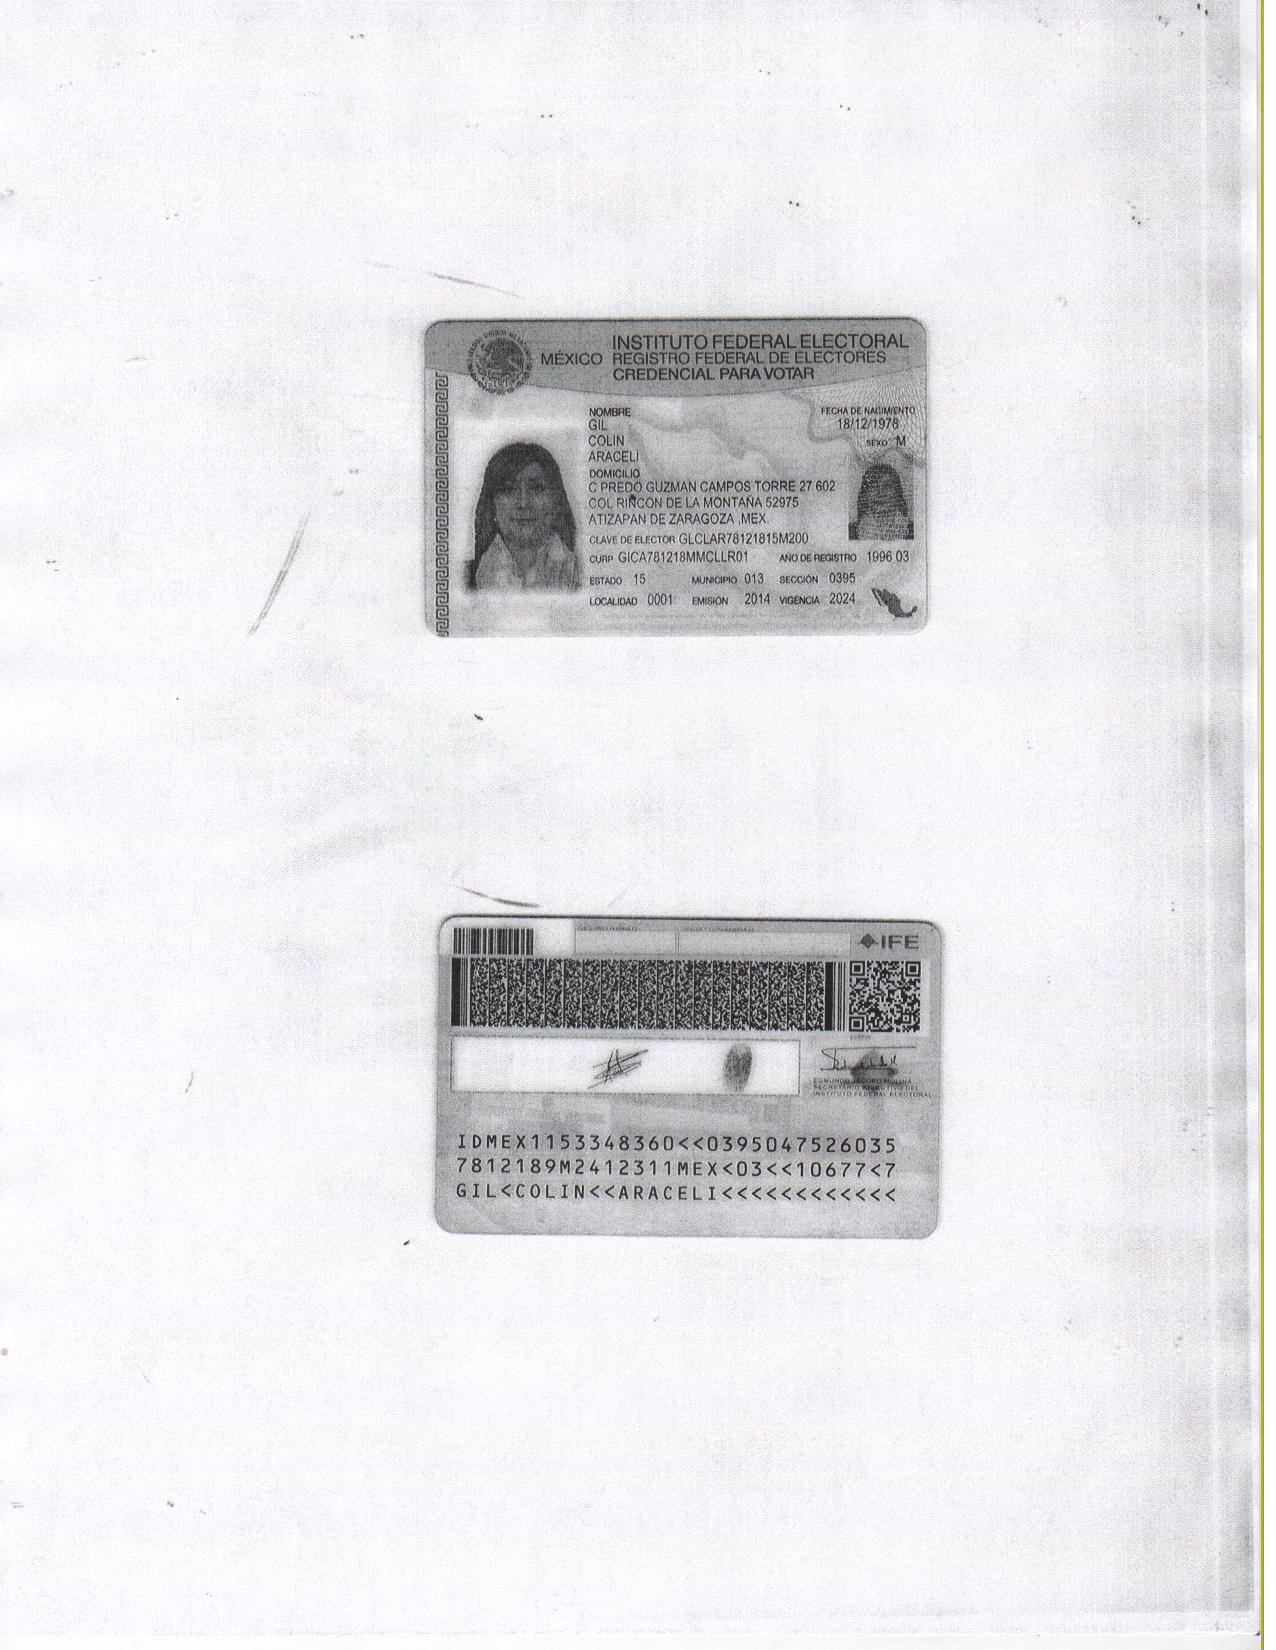 INSTITUTO FEDERAL ELECTORAL
MÉXICO REGISTRO FEDERAL DE ELECTORES
CREDENCIAL PARA VOTAR
NOMBRE
GIL
COLIN
ARACELI
FECHA DE NACIMIENTO
18/12/1978
SEXO M
DOMICILIO
C PREDO GUZMAN CAMPOS TORRE 27 602
COL RINCON DE LA MONTAÑA 52975
ATIZAPAN DE ZARAGOZA ,MEX.
CLAVE DE ELECTOR GLCLAR78121815M200
CURP GICA781218MMCLLR01 AÑO DE REGISTRO 1996 03
ESTADO 15 MUNICIPIO 013 SECCIÓN 0395
LOCALIDAD 0001 EMISIÓN 2014 VIGENCIA 2024
IFE
EDMUNDO JACOBO MOLINA
SECRETARIO EJECUTIVO DEL
INSTITUTO FEDERAL ELECTORAL
IDMEX1153348360<<0395047526035
7812189M2412311MEX<03<<10677<7
GIL<COLIN<<ARACELI<<<<<<<<<<<<